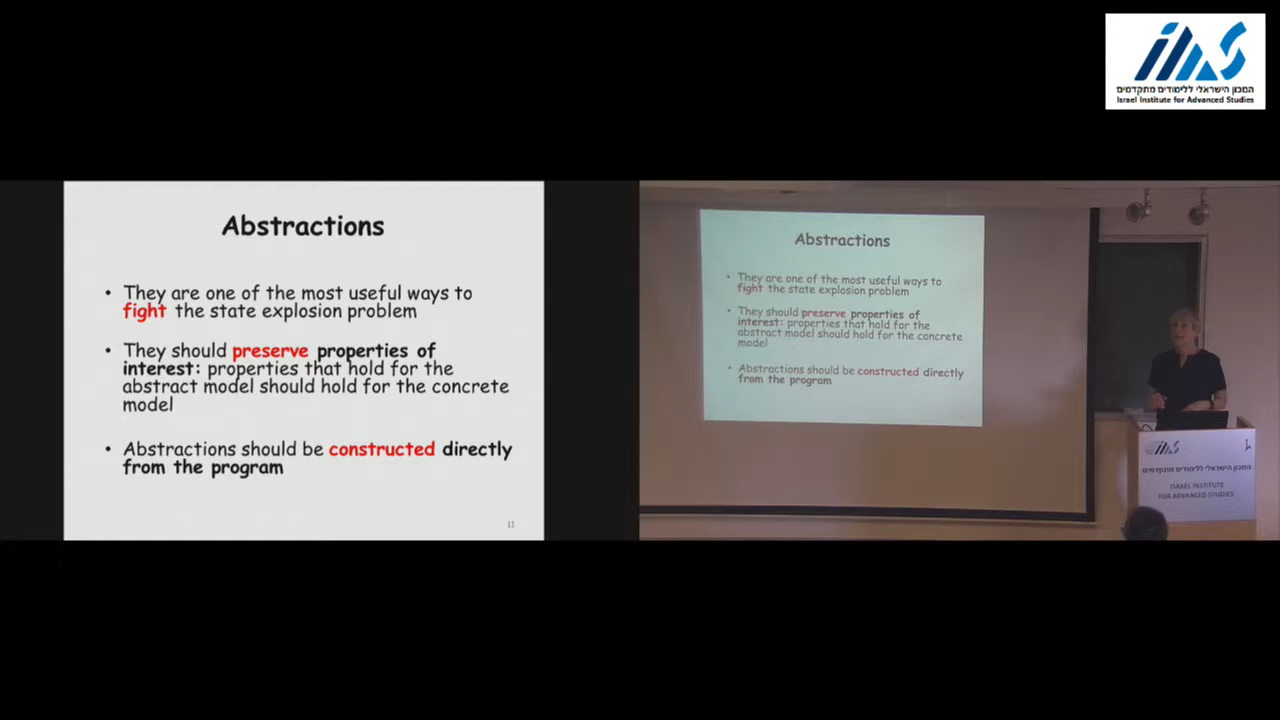 המכון הישראלי ללימודים מתקדמים
Israel Institute for Advanced Studies
Abstractions
• They are one of the most useful ways to
fight the state explosion problem
• They should preserve properties of
interest: properties that hold for the
abstract model should hold for the concrete
model
• Abstractions should be constructed directly
from the program
11
Abstractions
• They are one of the most useful ways to
fight the state explosion problem
• They should preserve properties of
interest: properties that hold for the
abstract model should hold for the concrete
model
• Abstractions should be constructed directly
from the program
המכון הישראלי ללימודים מתקדמים
ISRAEL INSTITUTE
FOR ADVANCED STUDIES